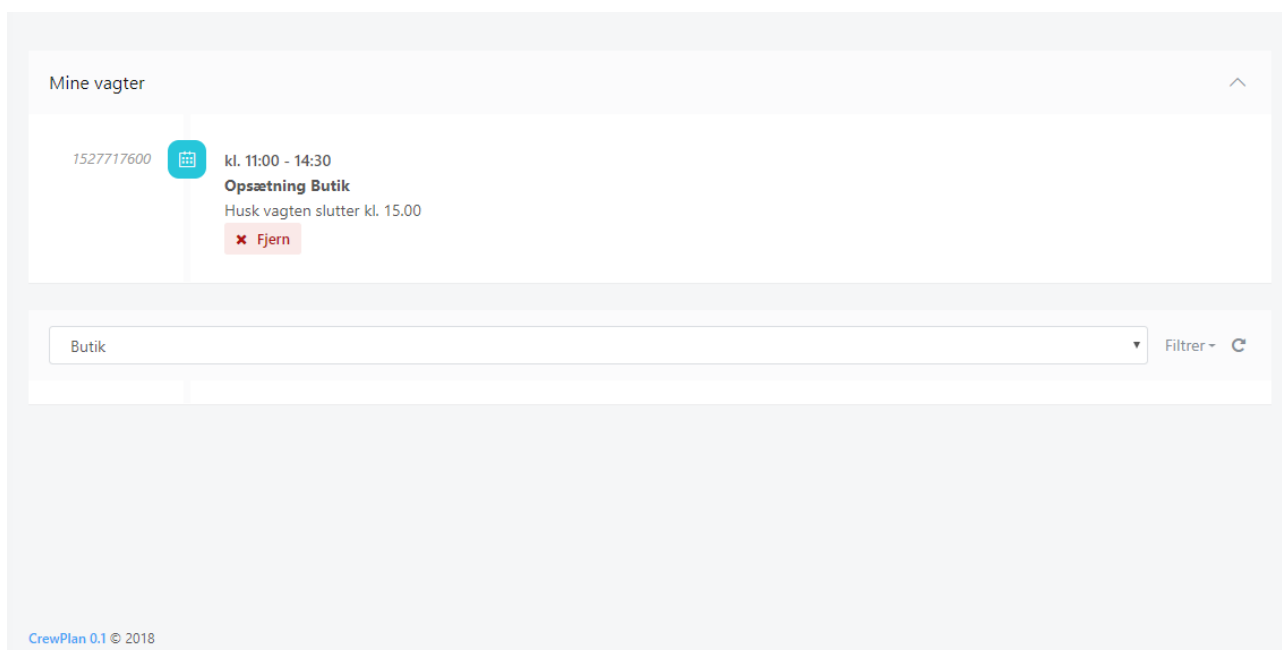 Mine vagter
1527717600
kl. 11:00 - 14:30
Opsætning Butik
Husk vagten slutter kl. 15.00
✖ Fjern
Butik
Filtrer
CrewPlan 0.1 © 2018